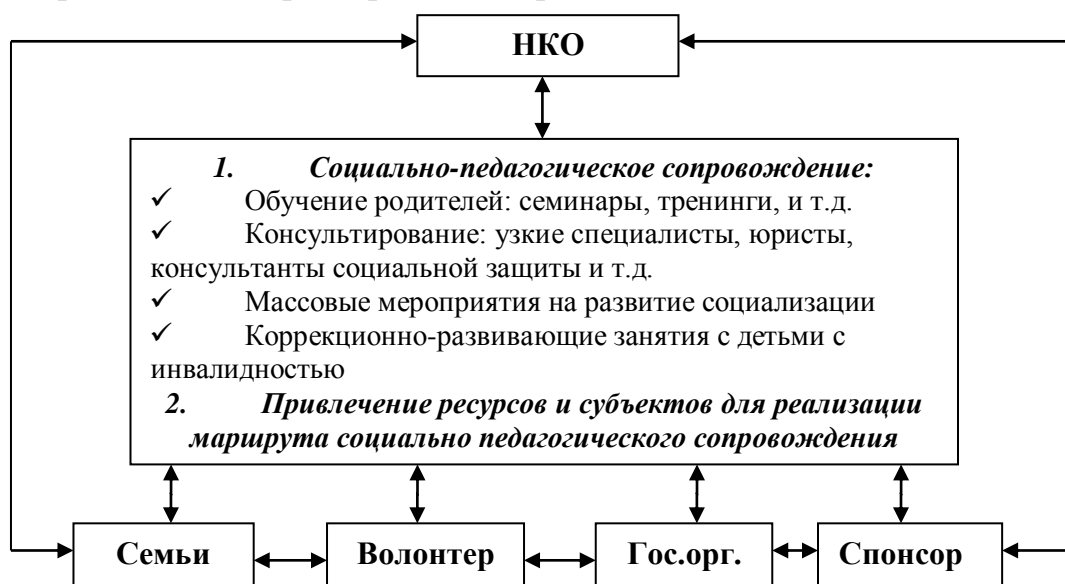 НКО
1. Социально-педагогическое сопровождение:
✓ Обучение родителей: семинары, тренинги, и т.д.
✓ Консультирование: узкие специалисты, юристы,
консультанты социальной защиты и т.д.
✓ Массовые мероприятия на развитие социализации
✓ Коррекционно-развивающие занятия с детьми с
инвалидностью
2. Привлечение ресурсов и субъектов для реализации
маршрута социально педагогического сопровождения
Семьи Волонтер Гос.орг. Спонсор